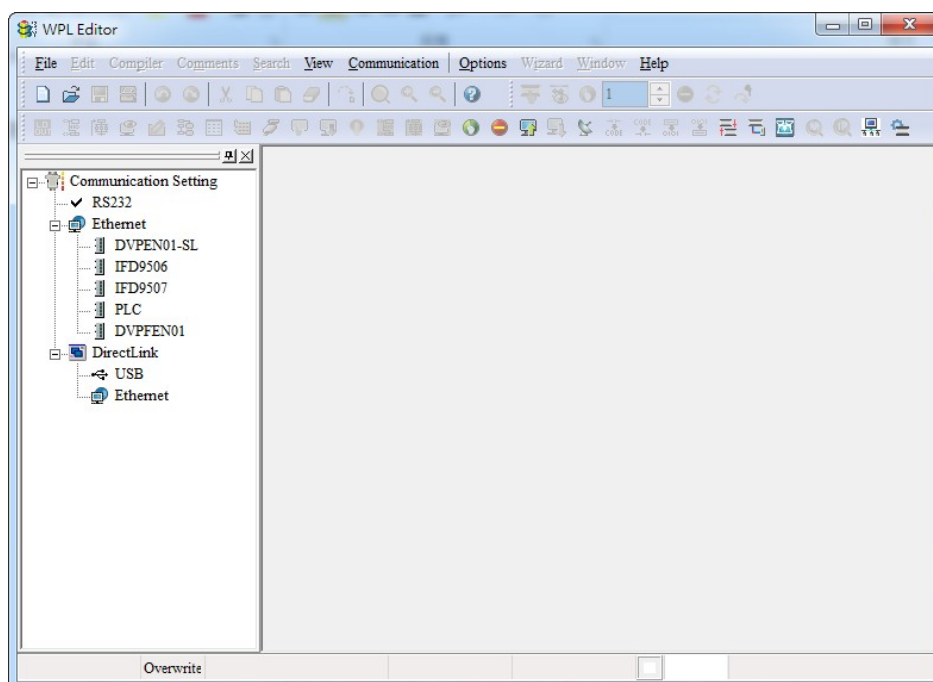 WPL Editor
File Edit Compiler Comments Search View Communication Options Wizard Window Help
1
Communication Setting
RS232
Ethernet
DVPEN01-SL
IFD9506
IFD9507
PLC
DVPFEN01
DirectLink
USB
Ethernet
Overwrite